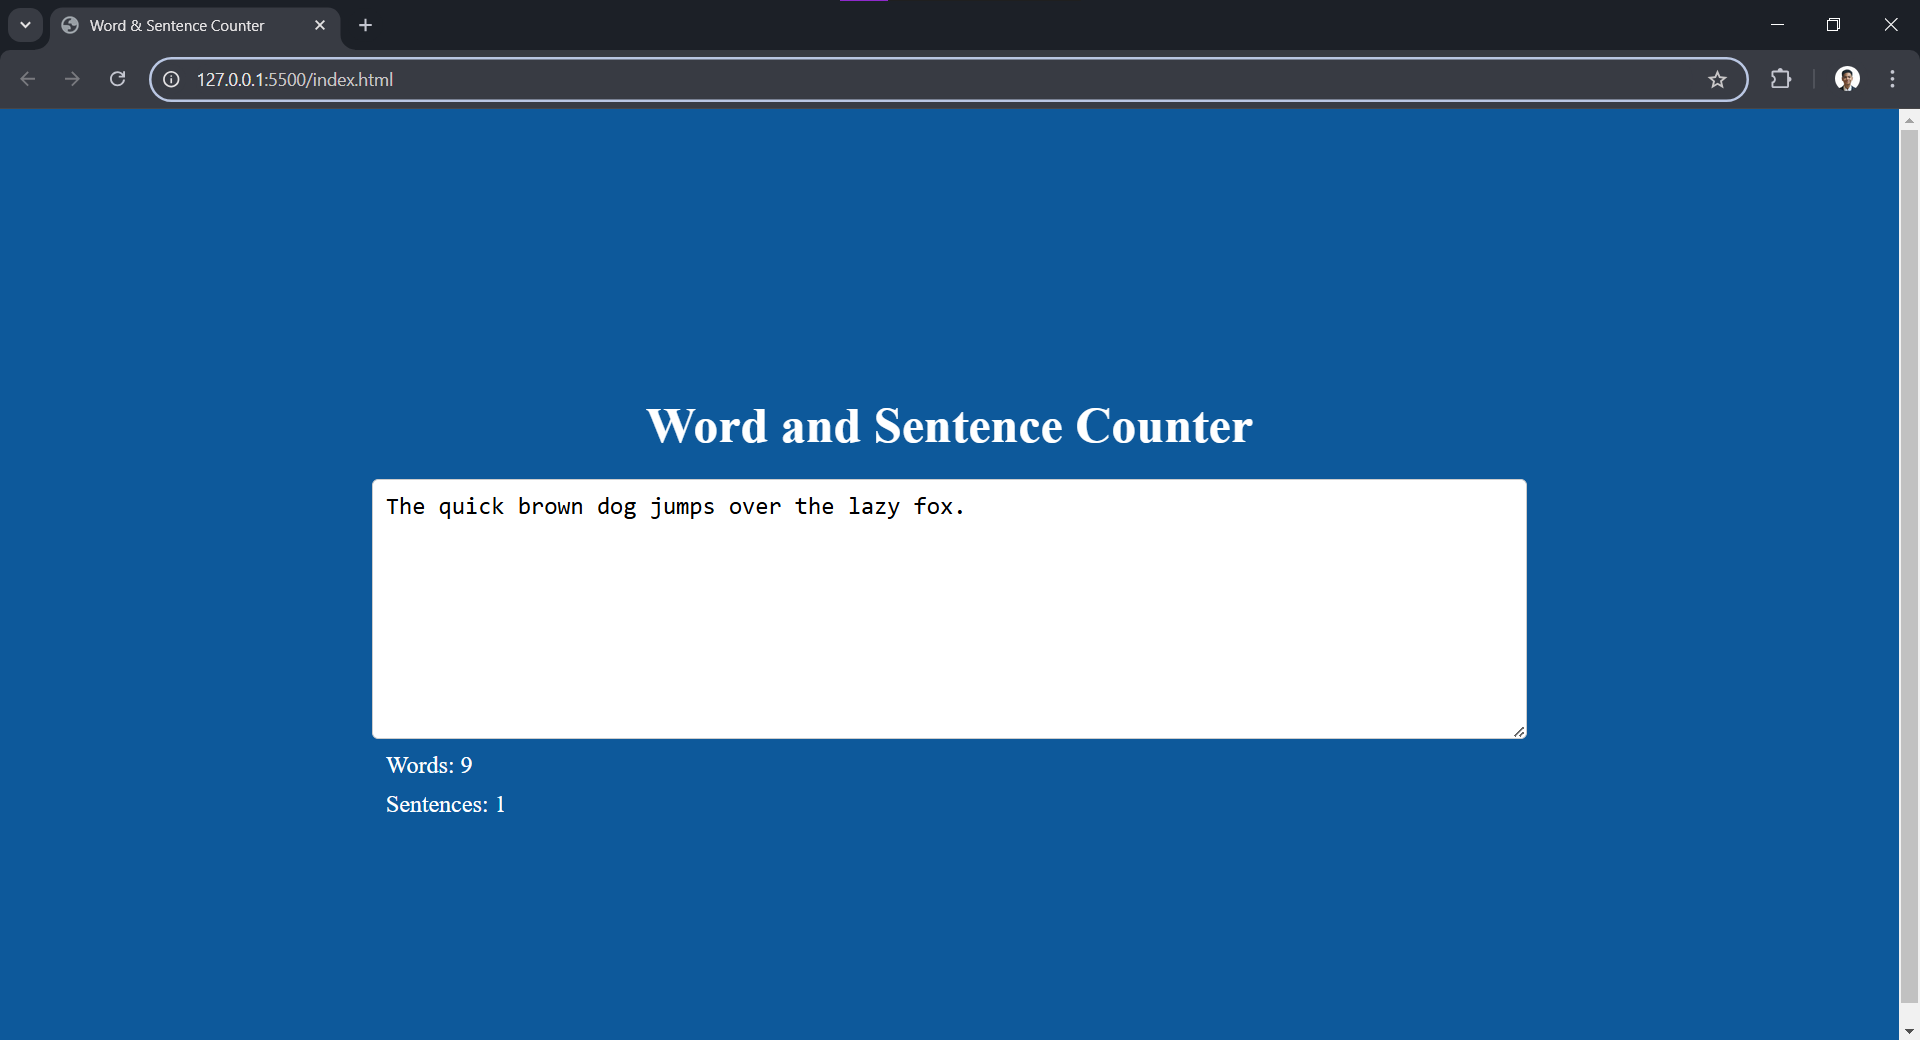 Word & Sentence Counter
127.0.0.1:5500/index.html
Word and Sentence Counter
The quick brown dog jumps over the lazy fox.
Words: 9
Sentences: 1